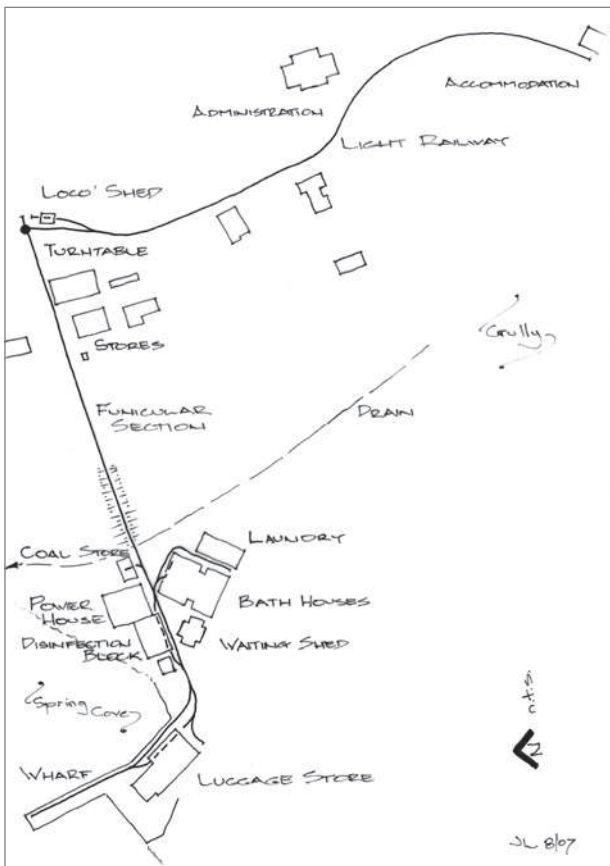 ACCOMMODATION
ADMINISTRATION
LIGHT RAILWAY
LOCO' SHED
TURNTABLE
STORES
Gully
FUNICULAR
SECTION
DRAIN
COAL STORE
LAUNDRY
POWER
HOUSE
BATH HOUSES
DISINFECTION
BLOCK
WAITING SHED
Spring
Cove
n.t.s.
N
WHARF
LUGGAGE STORE
JL 8/07